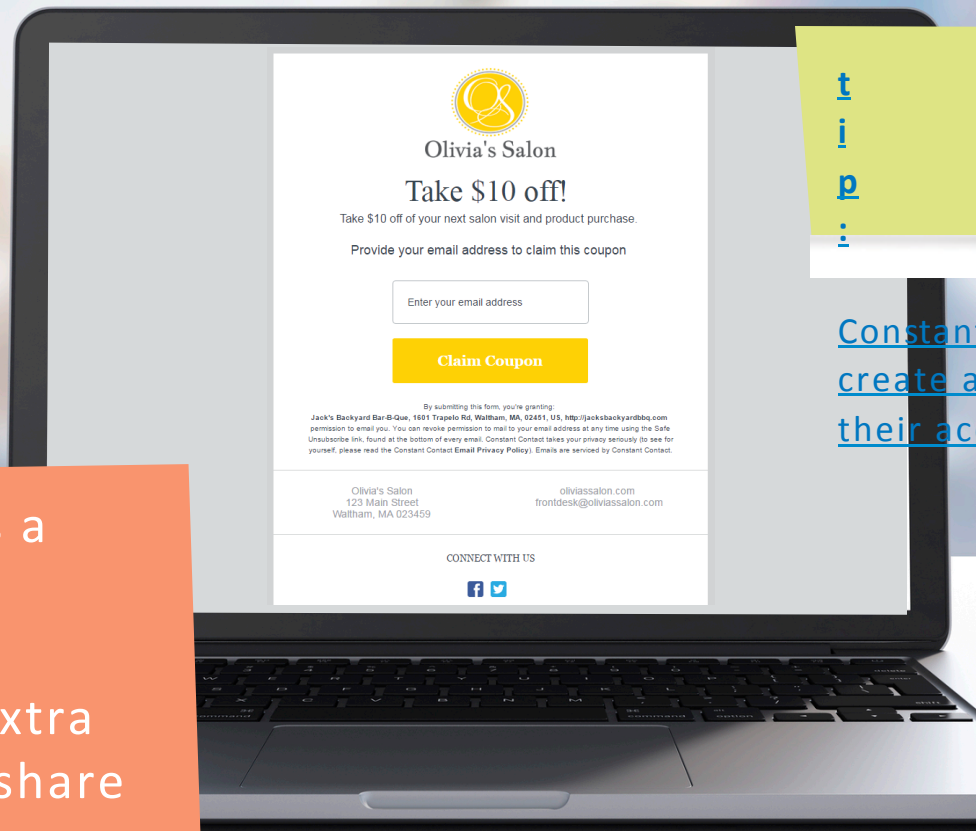 Olivia's Salon
Take $10 off!
Take $10 off of your next salon visit and product purchase.
Provide your email address to claim this coupon
Enter your email address
Claim Coupon
By submitting this form, you're granting:
Jack's Backyard Bar-B-Que, 1601 Trapelo Rd, Waltham, MA, 02451, US, http://jacksbackyardbbq.com
permission to email you. You can revoke permission to mail to your email address at any time using the Safe
Unsubscribe link, found at the bottom of every email. Constant Contact takes your privacy seriously (to see for
yourself, please read the Constant Contact Email Privacy Policy). Emails are serviced by Constant Contact.
Olivia's Salon
123 Main Street
Waltham, MA 023459
oliviassalon.com
frontdesk@oliviassalon.com
CONNECT WITH US
t
i
p
:
Constant
create a
their
a
share
command
option
command